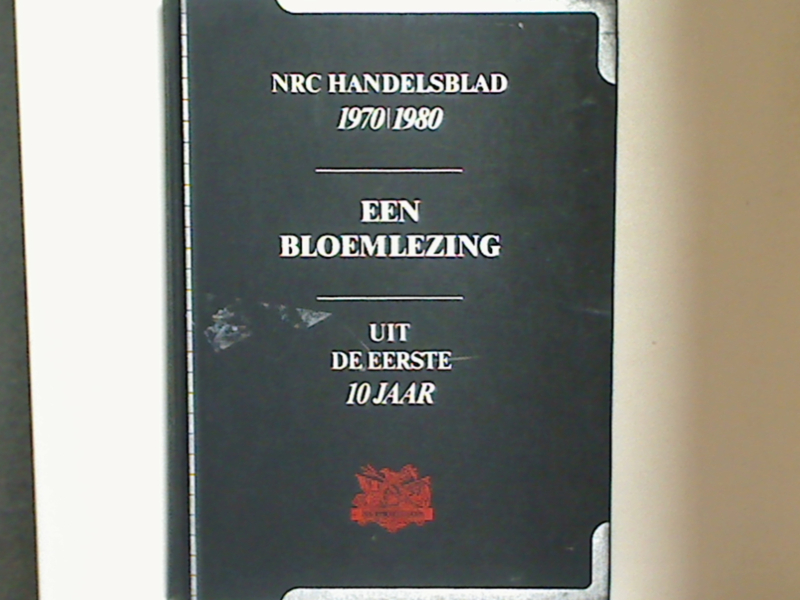 NRC HANDELSBLAD
1970|1980
EEN
BLOEMLEZING
UIT
DE EERSTE
10 JAAR